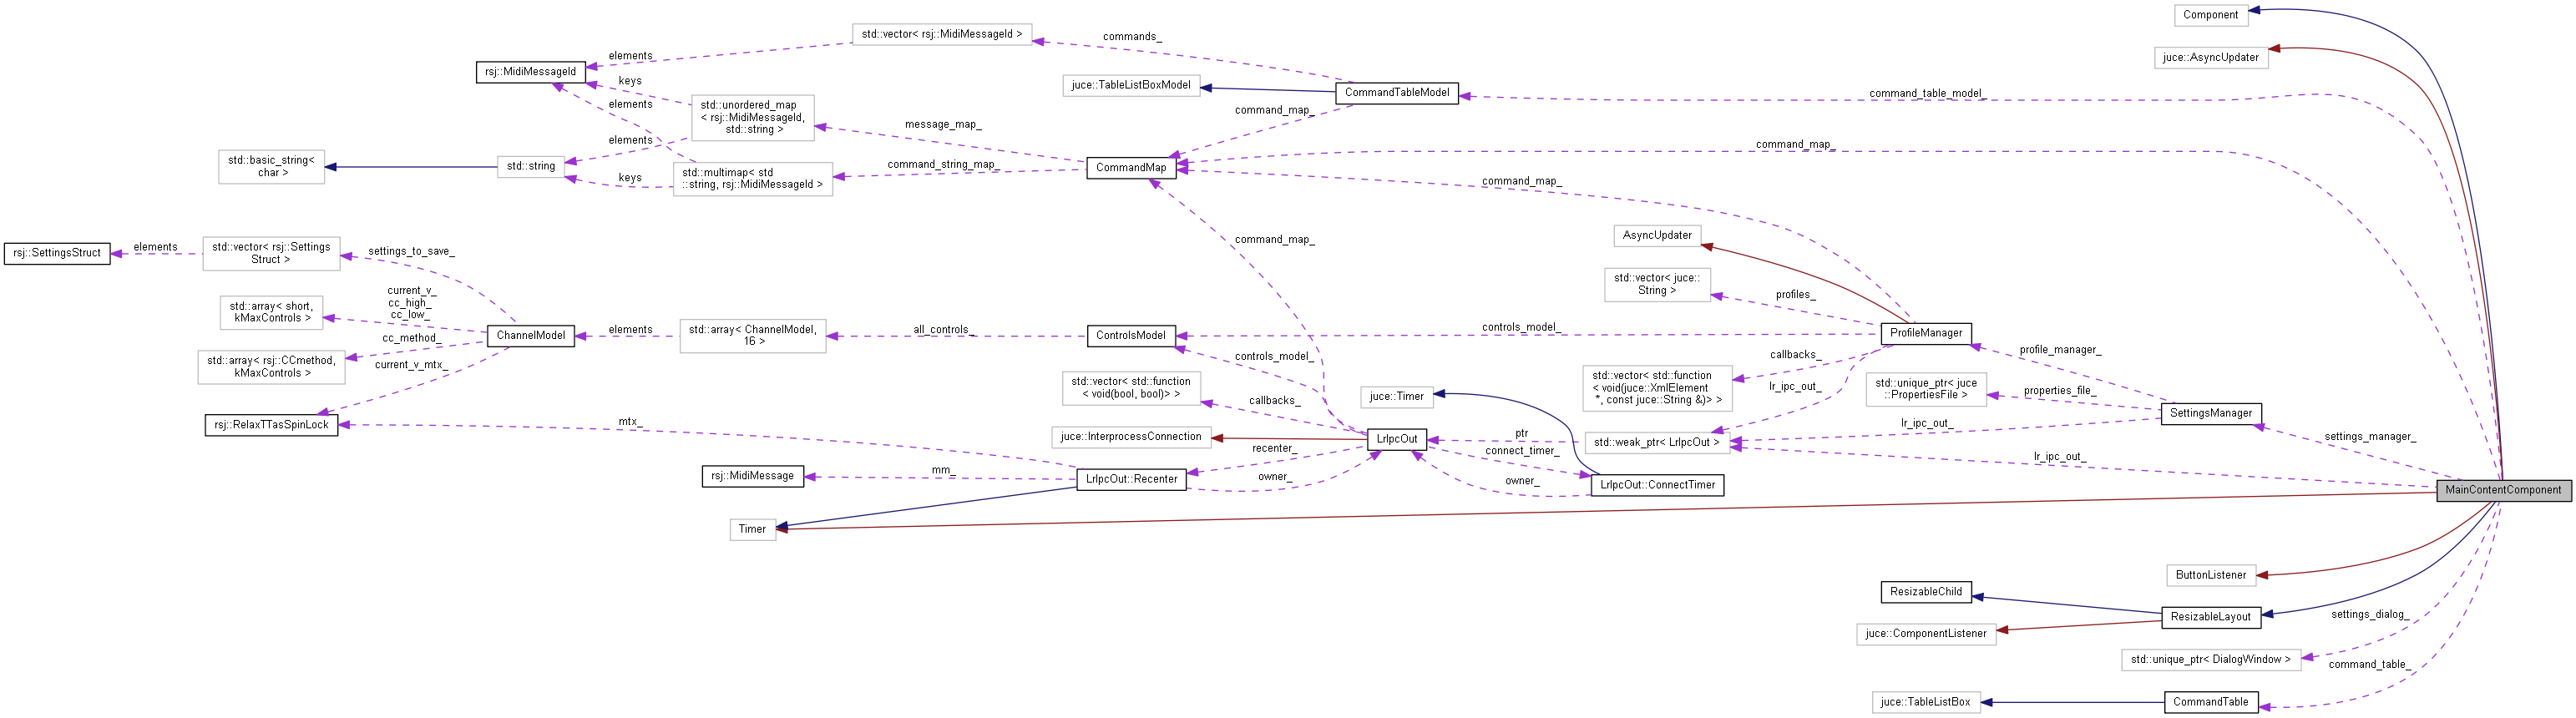 Component
juce::AsyncUpdater
std::vector< rsj::MidiMessageId >
commands_
elements
rsj::MidiMessageId
keys
juce::TableListBoxModel
CommandTableModel
command_table_model_
elements
std::unordered_map
< rsj::MidiMessageId,
std::string >
message_map_
command_map_
elements
std::basic_string<
char >
std::string
keys
std::multimap< std
::string, rsj::MidiMessageId >
command_string_map_
CommandMap
command_map_
command_map_
AsyncUpdater
rsj::SettingsStruct
elements
std::vector< rsj::Settings
Struct >
settings_to_save_
command_map_
std::vector< juce::
String >
profiles_
std::array< short,
kMaxControls >
current_v_
cc_high_
cc_low_
ChannelModel
elements
std::array< ChannelModel,
16 >
all_controls_
ControlsModel
controls_model_
ProfileManager
cc_method_
std::array< rsj::CCmethod,
kMaxControls >
current_v_mtx_
controls_model_
callbacks_
profile_manager_
std::vector< std::function
< void(bool, bool)> >
callbacks_
juce::Timer
std::vector< std::function
< void(juce::XmlElement
*, const juce::String &)> >
lr_ipc_out_
std::unique_ptr< juce
::PropertiesFile >
properties_file_
SettingsManager
rsj::RelaxTTasSpinLock
mtx_
juce::InterprocessConnection
LrIpcOut
ptr
std::weak_ptr< LrIpcOut >
lr_ipc_out_
settings_manager_
recenter_
connect_timer_
lr_ipc_out_
rsj::MidiMessage
mm_
LrIpcOut::Recenter
owner_
owner_
LrIpcOut::ConnectTimer
MainContentComponent
Timer
ButtonListener
ResizableChild
ResizableLayout
settings_dialog_
juce::ComponentListener
std::unique_ptr< DialogWindow >
command_table_
juce::TableListBox
CommandTable